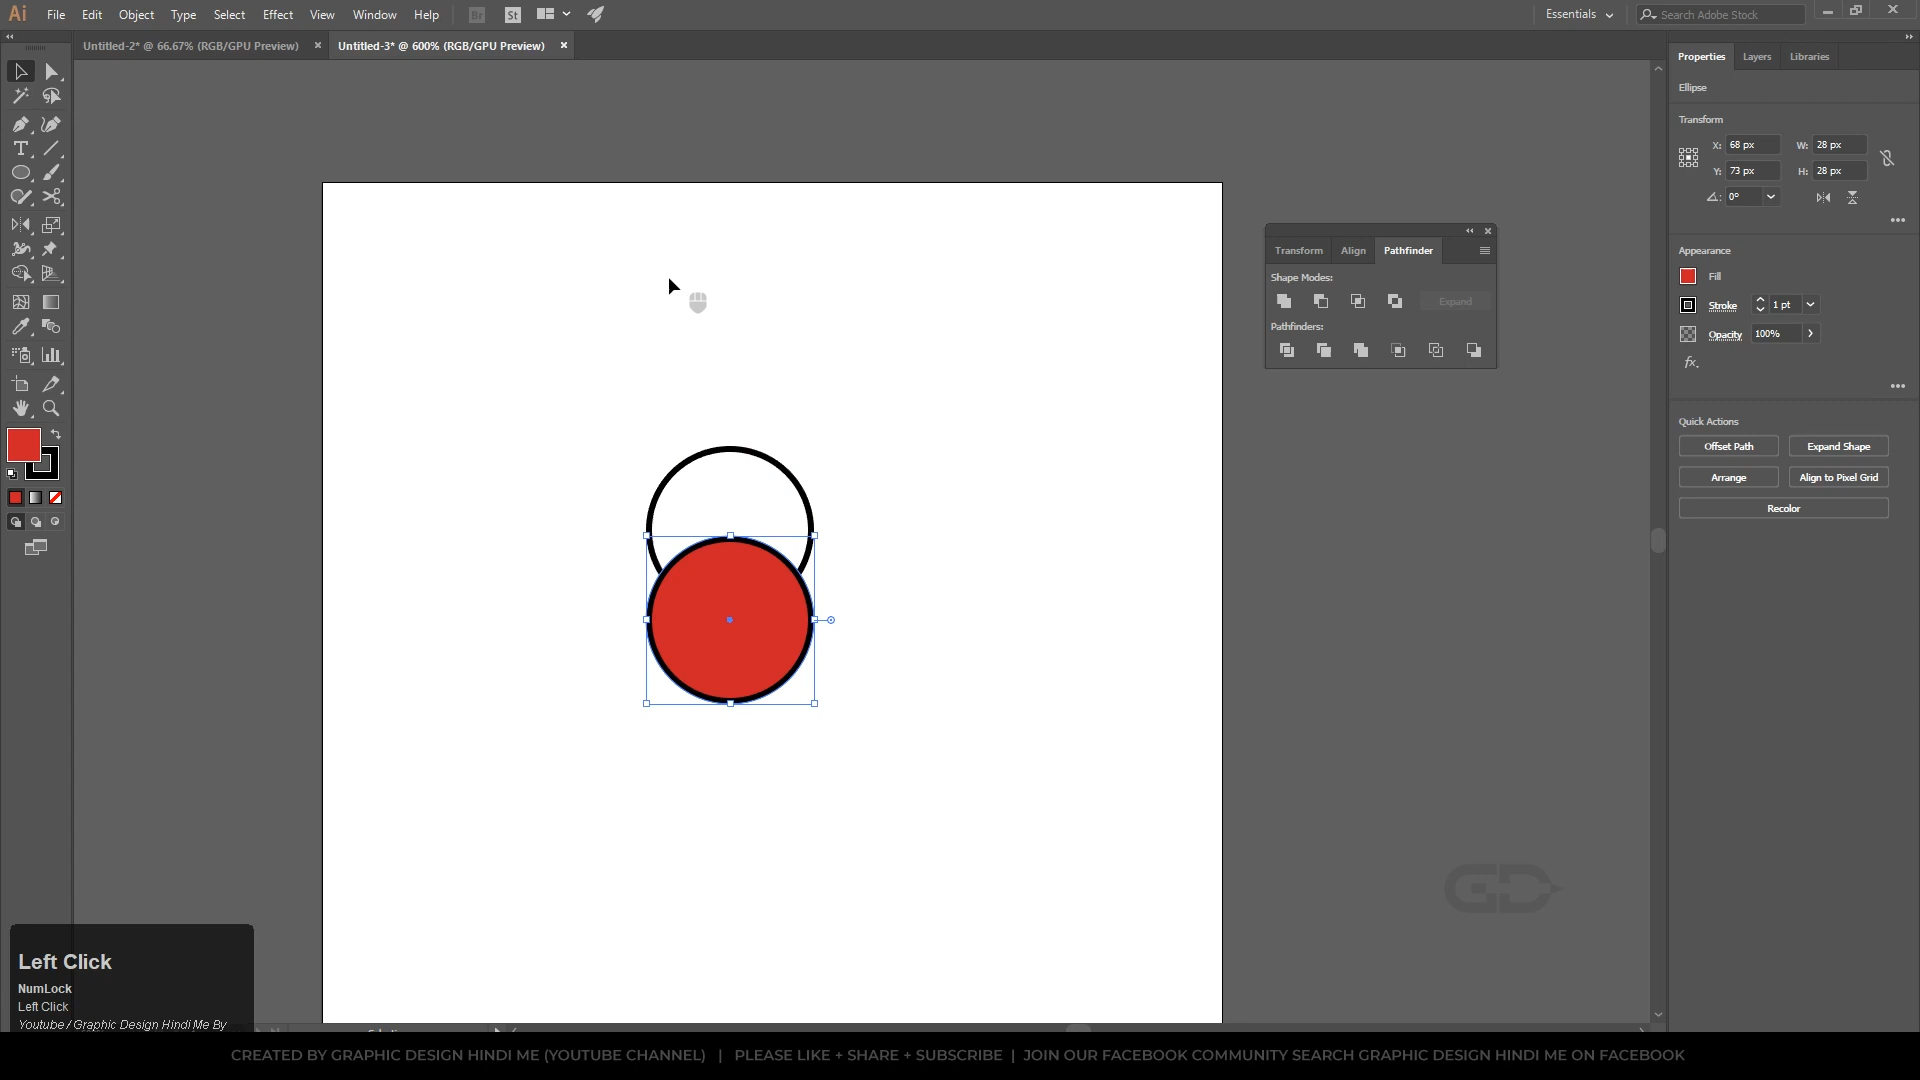 Ai File Edit Object Type Select Effect View Window Help Br St Essentials Search Adobe Stock
Untitled-2* @ 66.67% (RGB/GPU Preview) × Untitled-3* @ 600% (RGB/GPU Preview) ×
Properties Layers Libraries
Ellipse
Transform
X: 68 px W: 28 px
Y: 73 px H: 28 px
0°
Appearance
Fill
Stroke 1 pt
Opacity 100%
fx.
Quick Actions
Offset Path Expand Shape
Arrange Align to Pixel Grid
Recolor
Transform Align Pathfinder
Shape Modes:
Expand
Pathfinders:
GD
Left Click
NumLock
Left Click
Youtube / Graphic Design Hindi Me By
CREATED BY GRAPHIC DESIGN HINDI ME (YOUTUBE CHANNEL) | PLEASE LIKE + SHARE + SUBSCRIBE | JOIN OUR FACEBOOK COMMUNITY SEARCH GRAPHIC DESIGN HINDI ME ON FACEBOOK